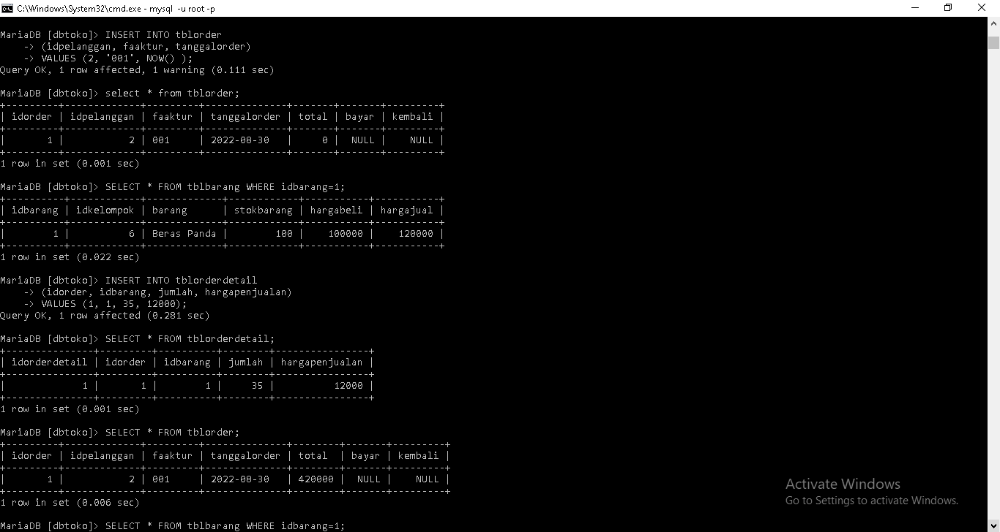 C:\Windows\System32\cmd.exe - mysql -u root -p
MariaDB [dbtoko]> INSERT INTO tblorder
    -> (idpelanggan, faaktur, tanggalorder)
    -> VALUES (2, '001', NOW() );
Query OK, 1 row affected, 1 warning (0.111 sec)
MariaDB [dbtoko]> select * from tblorder;
+---------+-------------+---------+--------------+-------+-------+---------+
| idorder | idpelanggan | faaktur | tanggalorder | total | bayar | kembali |
+---------+-------------+---------+--------------+-------+-------+---------+
|       1 |           2 | 001     | 2022-08-30   |     0 |  NULL |    NULL |
+---------+-------------+---------+--------------+-------+-------+---------+
1 row in set (0.001 sec)
MariaDB [dbtoko]> SELECT * FROM tblbarang WHERE idbarang=1;
+----------+------------+-------------+------------+-----------+-----------+
| idbarang | idkelompok | barang      | stokbarang | hargabeli | hargajual |
+----------+------------+-------------+------------+-----------+-----------+
|        1 |          6 | Beras Panda |        100 |    100000 |    120000 |
+----------+------------+-------------+------------+-----------+-----------+
1 row in set (0.022 sec)
MariaDB [dbtoko]> INSERT INTO tblorderdetail
    -> (idorder, idbarang, jumlah, hargapenjualan)
    -> VALUES (1, 1, 35, 12000);
Query OK, 1 row affected (0.281 sec)
MariaDB [dbtoko]> SELECT * FROM tblorderdetail;
+---------------+---------+----------+--------+----------------+
| idorderdetail | idorder | idbarang | jumlah | hargapenjualan |
+---------------+---------+----------+--------+----------------+
|             1 |       1 |        1 |     35 |          12000 |
+---------------+---------+----------+--------+----------------+
1 row in set (0.001 sec)
MariaDB [dbtoko]> SELECT * FROM tblorder;
+---------+-------------+---------+--------------+--------+-------+---------+
| idorder | idpelanggan | faaktur | tanggalorder | total  | bayar | kembali |
+---------+-------------+---------+--------------+--------+-------+---------+
|       1 |           2 | 001     | 2022-08-30   | 420000 |  NULL |    NULL |
+---------+-------------+---------+--------------+--------+-------+---------+
1 row in set (0.006 sec)
MariaDB [dbtoko]> SELECT * FROM tblbarang WHERE idbarang=1;
Activate Windows
Go to Settings to activate Windows.